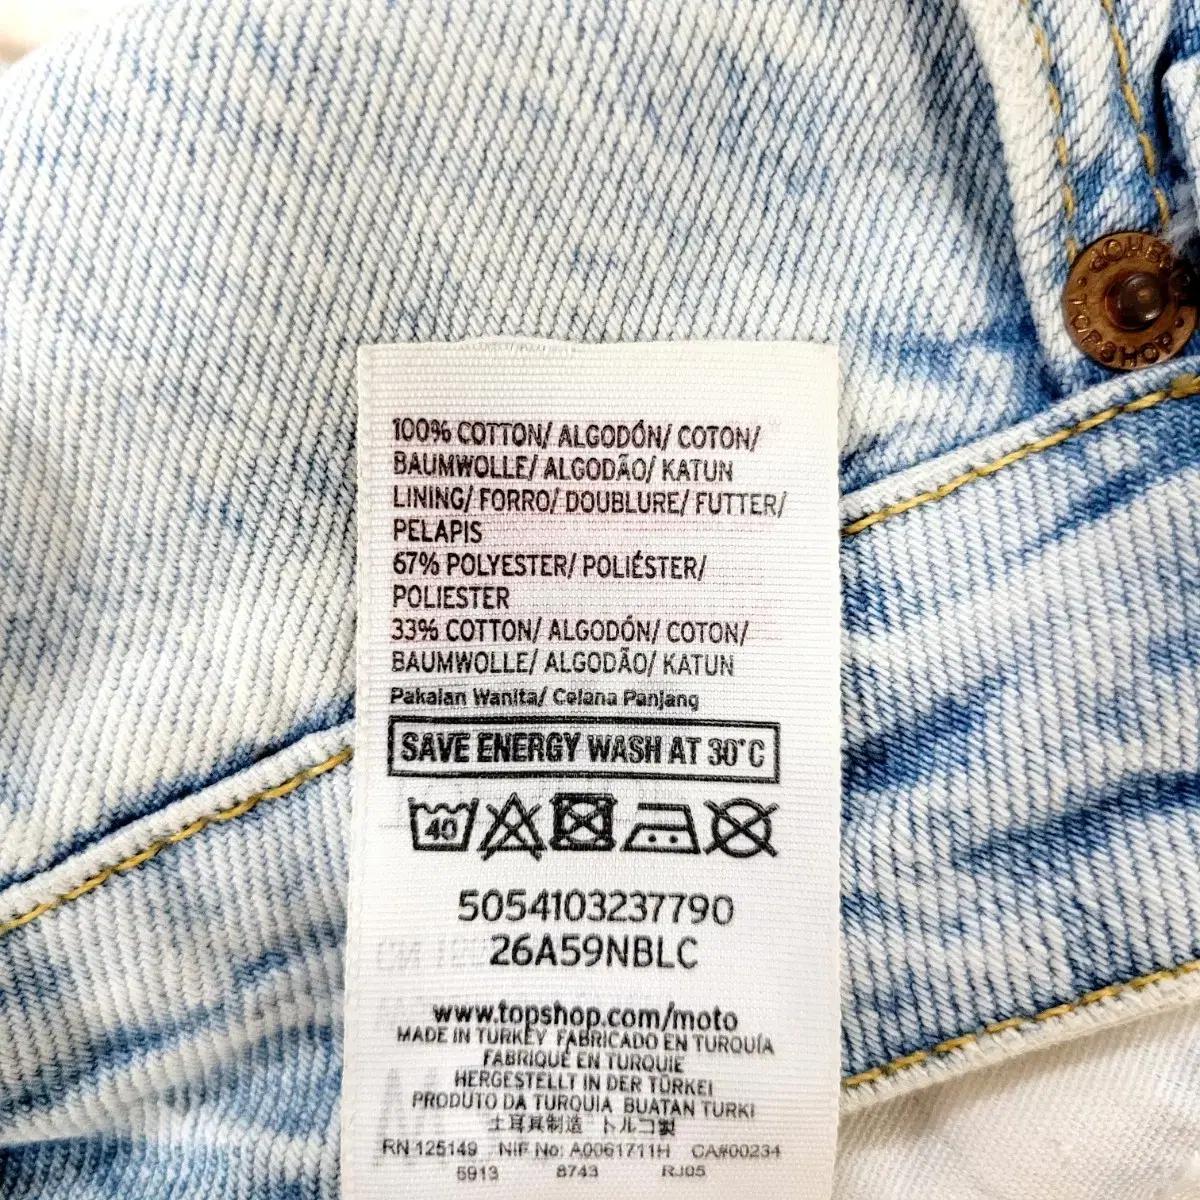 TOPSHOP · TOPSHOP ·
100% COTTON/ ALGODÓN/ COTON/
BAUMWOLLE/ ALGODÃO/ KATUN
LINING/ FORRO/ DOUBLURE/ FUTTER/
PELAPIS
67% POLYESTER/ POLIÉSTER/
POLIESTER
33% COTTON/ ALGODÓN/ COTON/
BAUMWOLLE/ ALGODÃO/ KATUN
Pakaian Wanita/ Celana Panjang
SAVE ENERGY WASH AT 30°C
40
5054103237790
26A59NBLC
www.topshop.com/moto
MADE IN TURKEY FABRICADO EN TURQUÍA
FABRIQUÉ EN TURQUIE
HERGESTELLT IN DER TÜRKEI
PRODUTO DA TURQUIA BUATAN TURKI
土耳其制造 トルコ製
RN 125149 NIF No: A0061711H CA#00234
5913 8743 RJ05